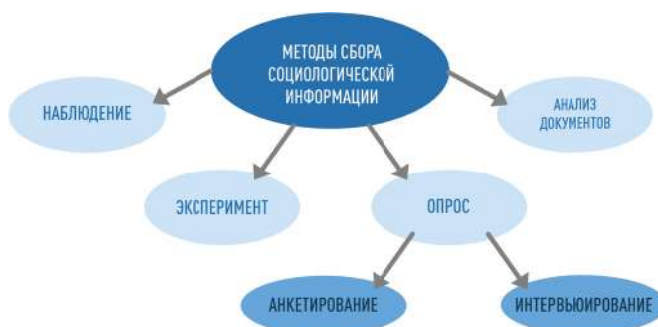 МЕТОДЫ СБОРА
СОЦИОЛОГИЧЕСКОЙ
ИНФОРМАЦИИ
НАБЛЮДЕНИЕ
АНАЛИЗ
ДОКУМЕНТОВ
ЭКСПЕРИМЕНТ
ОПРОС
АНКЕТИРОВАНИЕ
ИНТЕРВЬЮИРОВАНИЕ